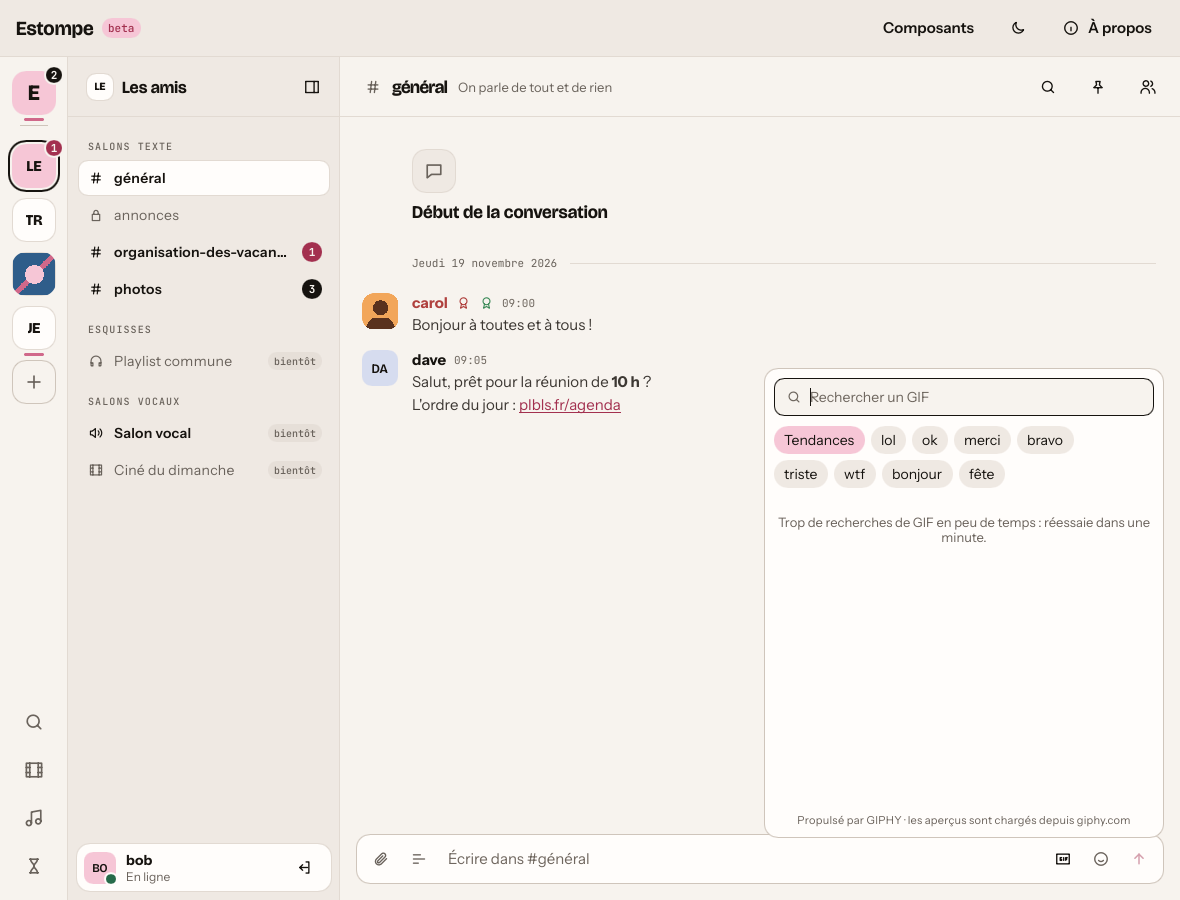 Estompe beta
Composants
À propos
E
2
LE
1
TR
JE
LE Les amis
SALONS TEXTE
# général
annonces
# organisation-des-vacan... 1
# photos 3
ESQUISSES
Playlist commune bientôt
SALONS VOCAUX
Salon vocal bientôt
Ciné du dimanche bientôt
BO
bob
En ligne
# général On parle de tout et de rien
Début de la conversation
Jeudi 19 novembre 2026
carol 09:00
Bonjour à toutes et à tous !
DA
dave 09:05
Salut, prêt pour la réunion de 10 h ?
L'ordre du jour : plbls.fr/agenda
Rechercher un GIF
Tendances lol ok merci bravo
triste wtf bonjour fête
Trop de recherches de GIF en peu de temps : réessaie dans une
minute.
Propulsé par GIPHY · les aperçus sont chargés depuis giphy.com
Écrire dans #général
GIF